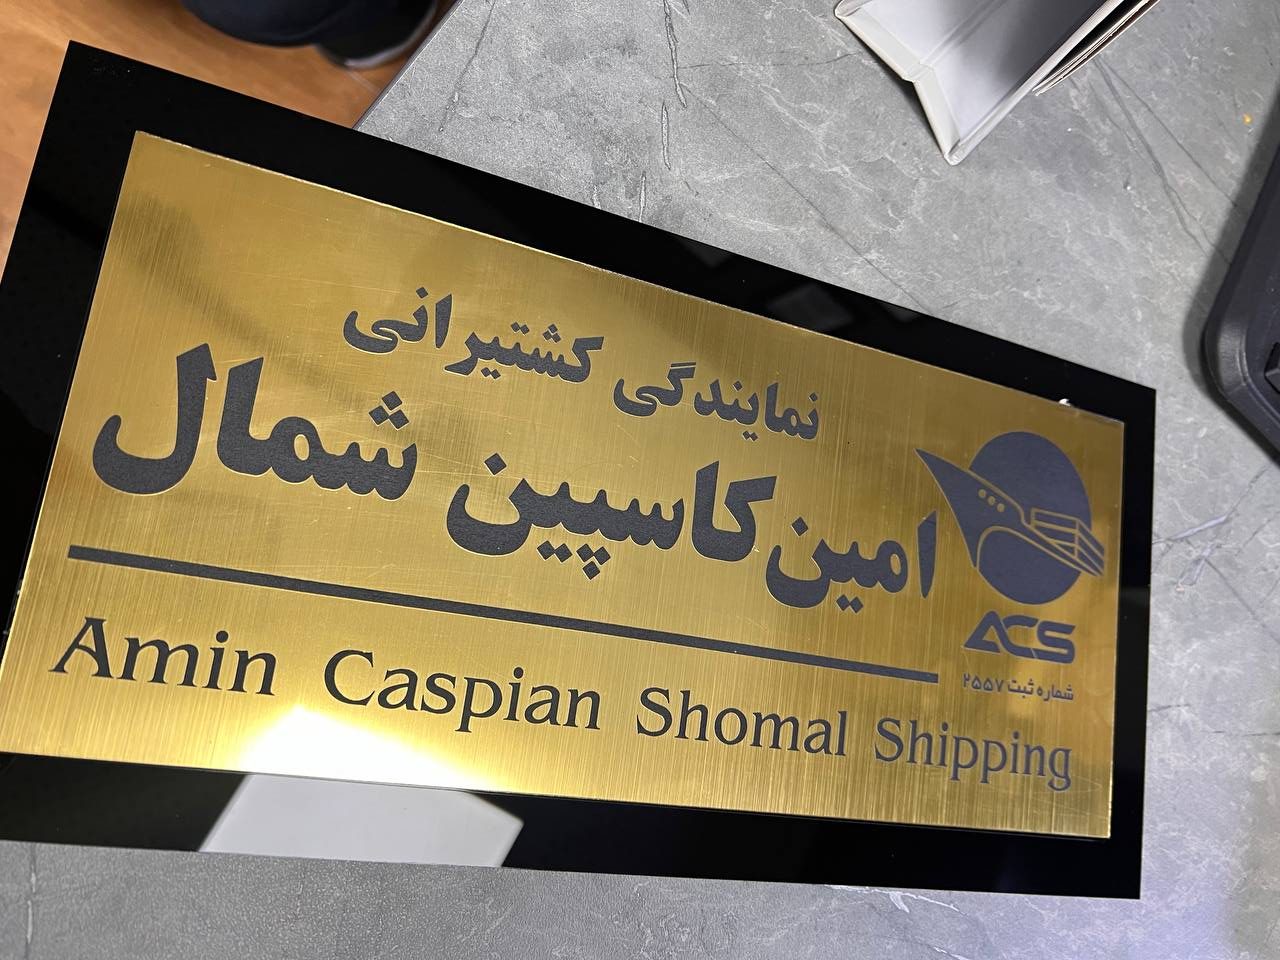 نمایندگی کشتیرانی
امین کاسپین شمال
ACS
شماره ثبت ۲۵۵۷
Amin Caspian Shomal Shipping